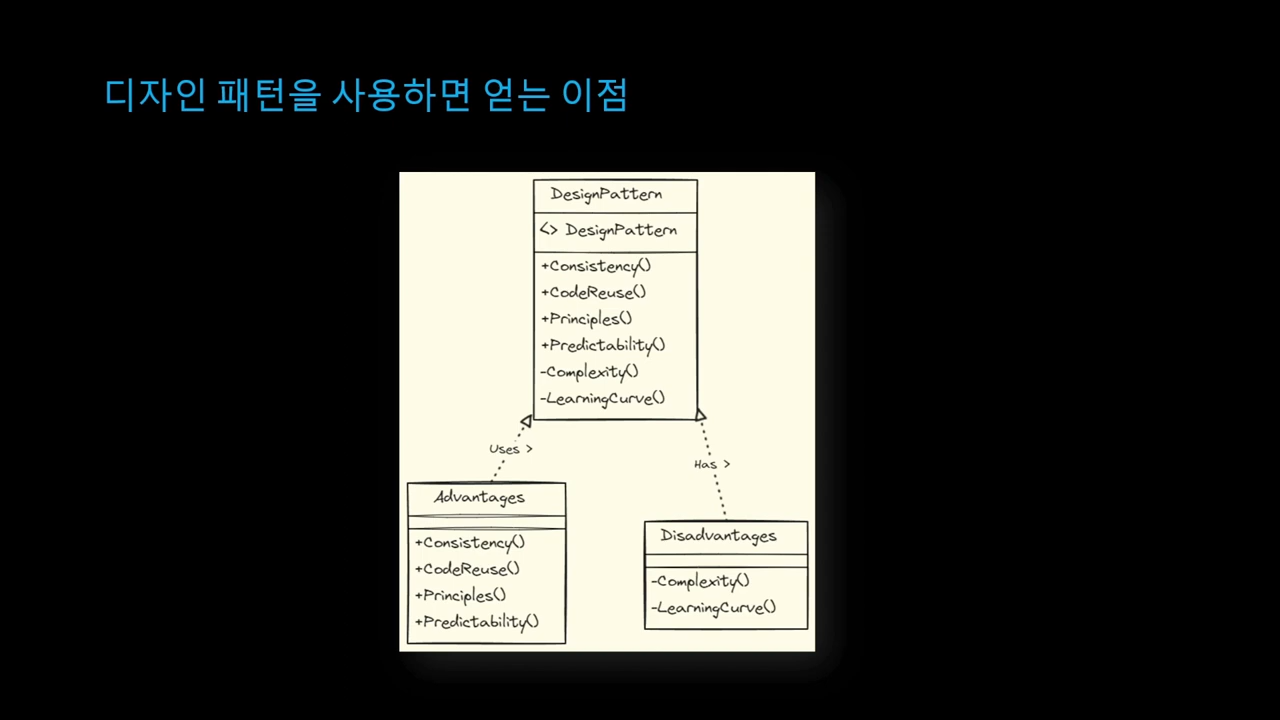 디자인 패턴을 사용하면 얻는 이점
DesignPattern
<> DesignPattern
+Consistency()
+CodeReuse()
+Principles()
+Predictability()
-Complexity()
-LearningCurve()
Uses >
Has >
Advantages
+Consistency()
+CodeReuse()
+Principles()
+Predictability()
Disadvantages
-Complexity()
-LearningCurve()